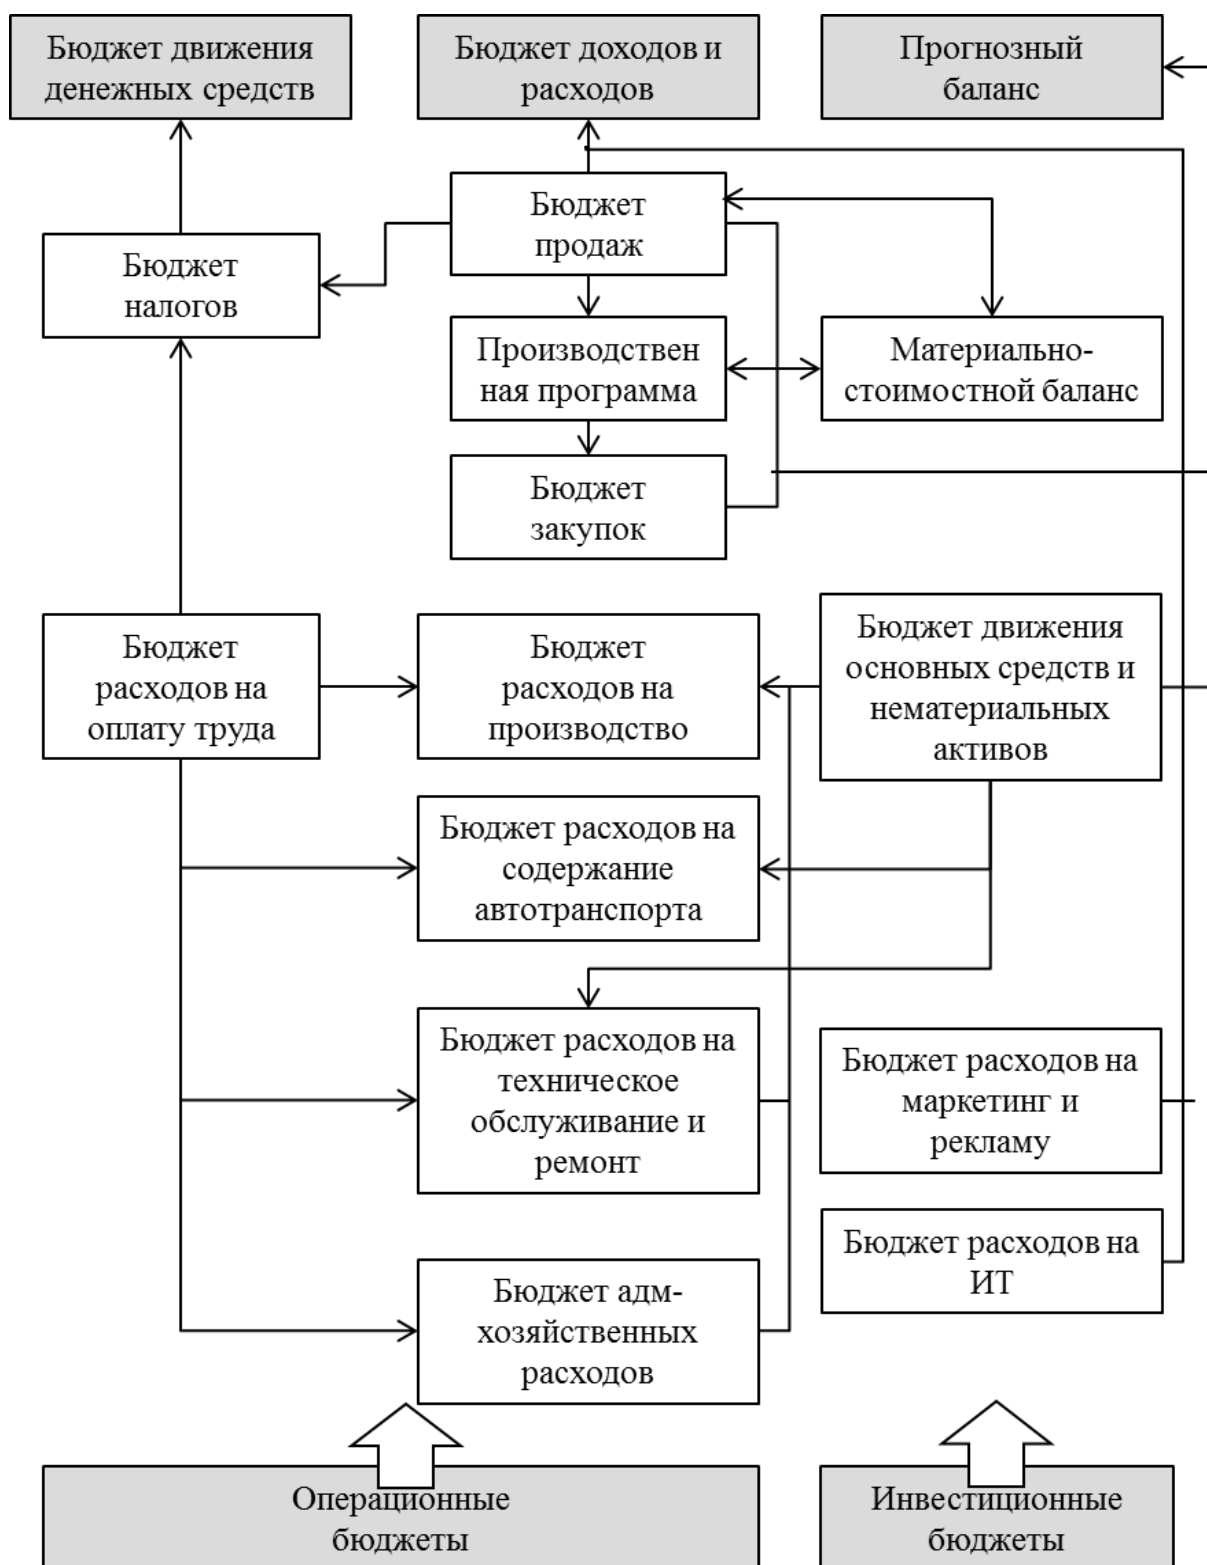 Бюджет движения
денежных средств
Бюджет доходов и
расходов
Прогнозный
баланс
Бюджет
продаж
Бюджет
налогов
Производствен
ная программа
Материально-
стоимостной баланс
Бюджет
закупок
Бюджет
расходов на
оплату труда
Бюджет
расходов на
производство
Бюджет движения
основных средств и
нематериальных
активов
Бюджет расходов на
содержание
автотранспорта
Бюджет расходов на
техническое
обслуживание и
ремонт
Бюджет расходов на
маркетинг и
рекламу
Бюджет расходов на
ИТ
Бюджет адм-
хозяйственных
расходов
Операционные
бюджеты
Инвестиционные
бюджеты